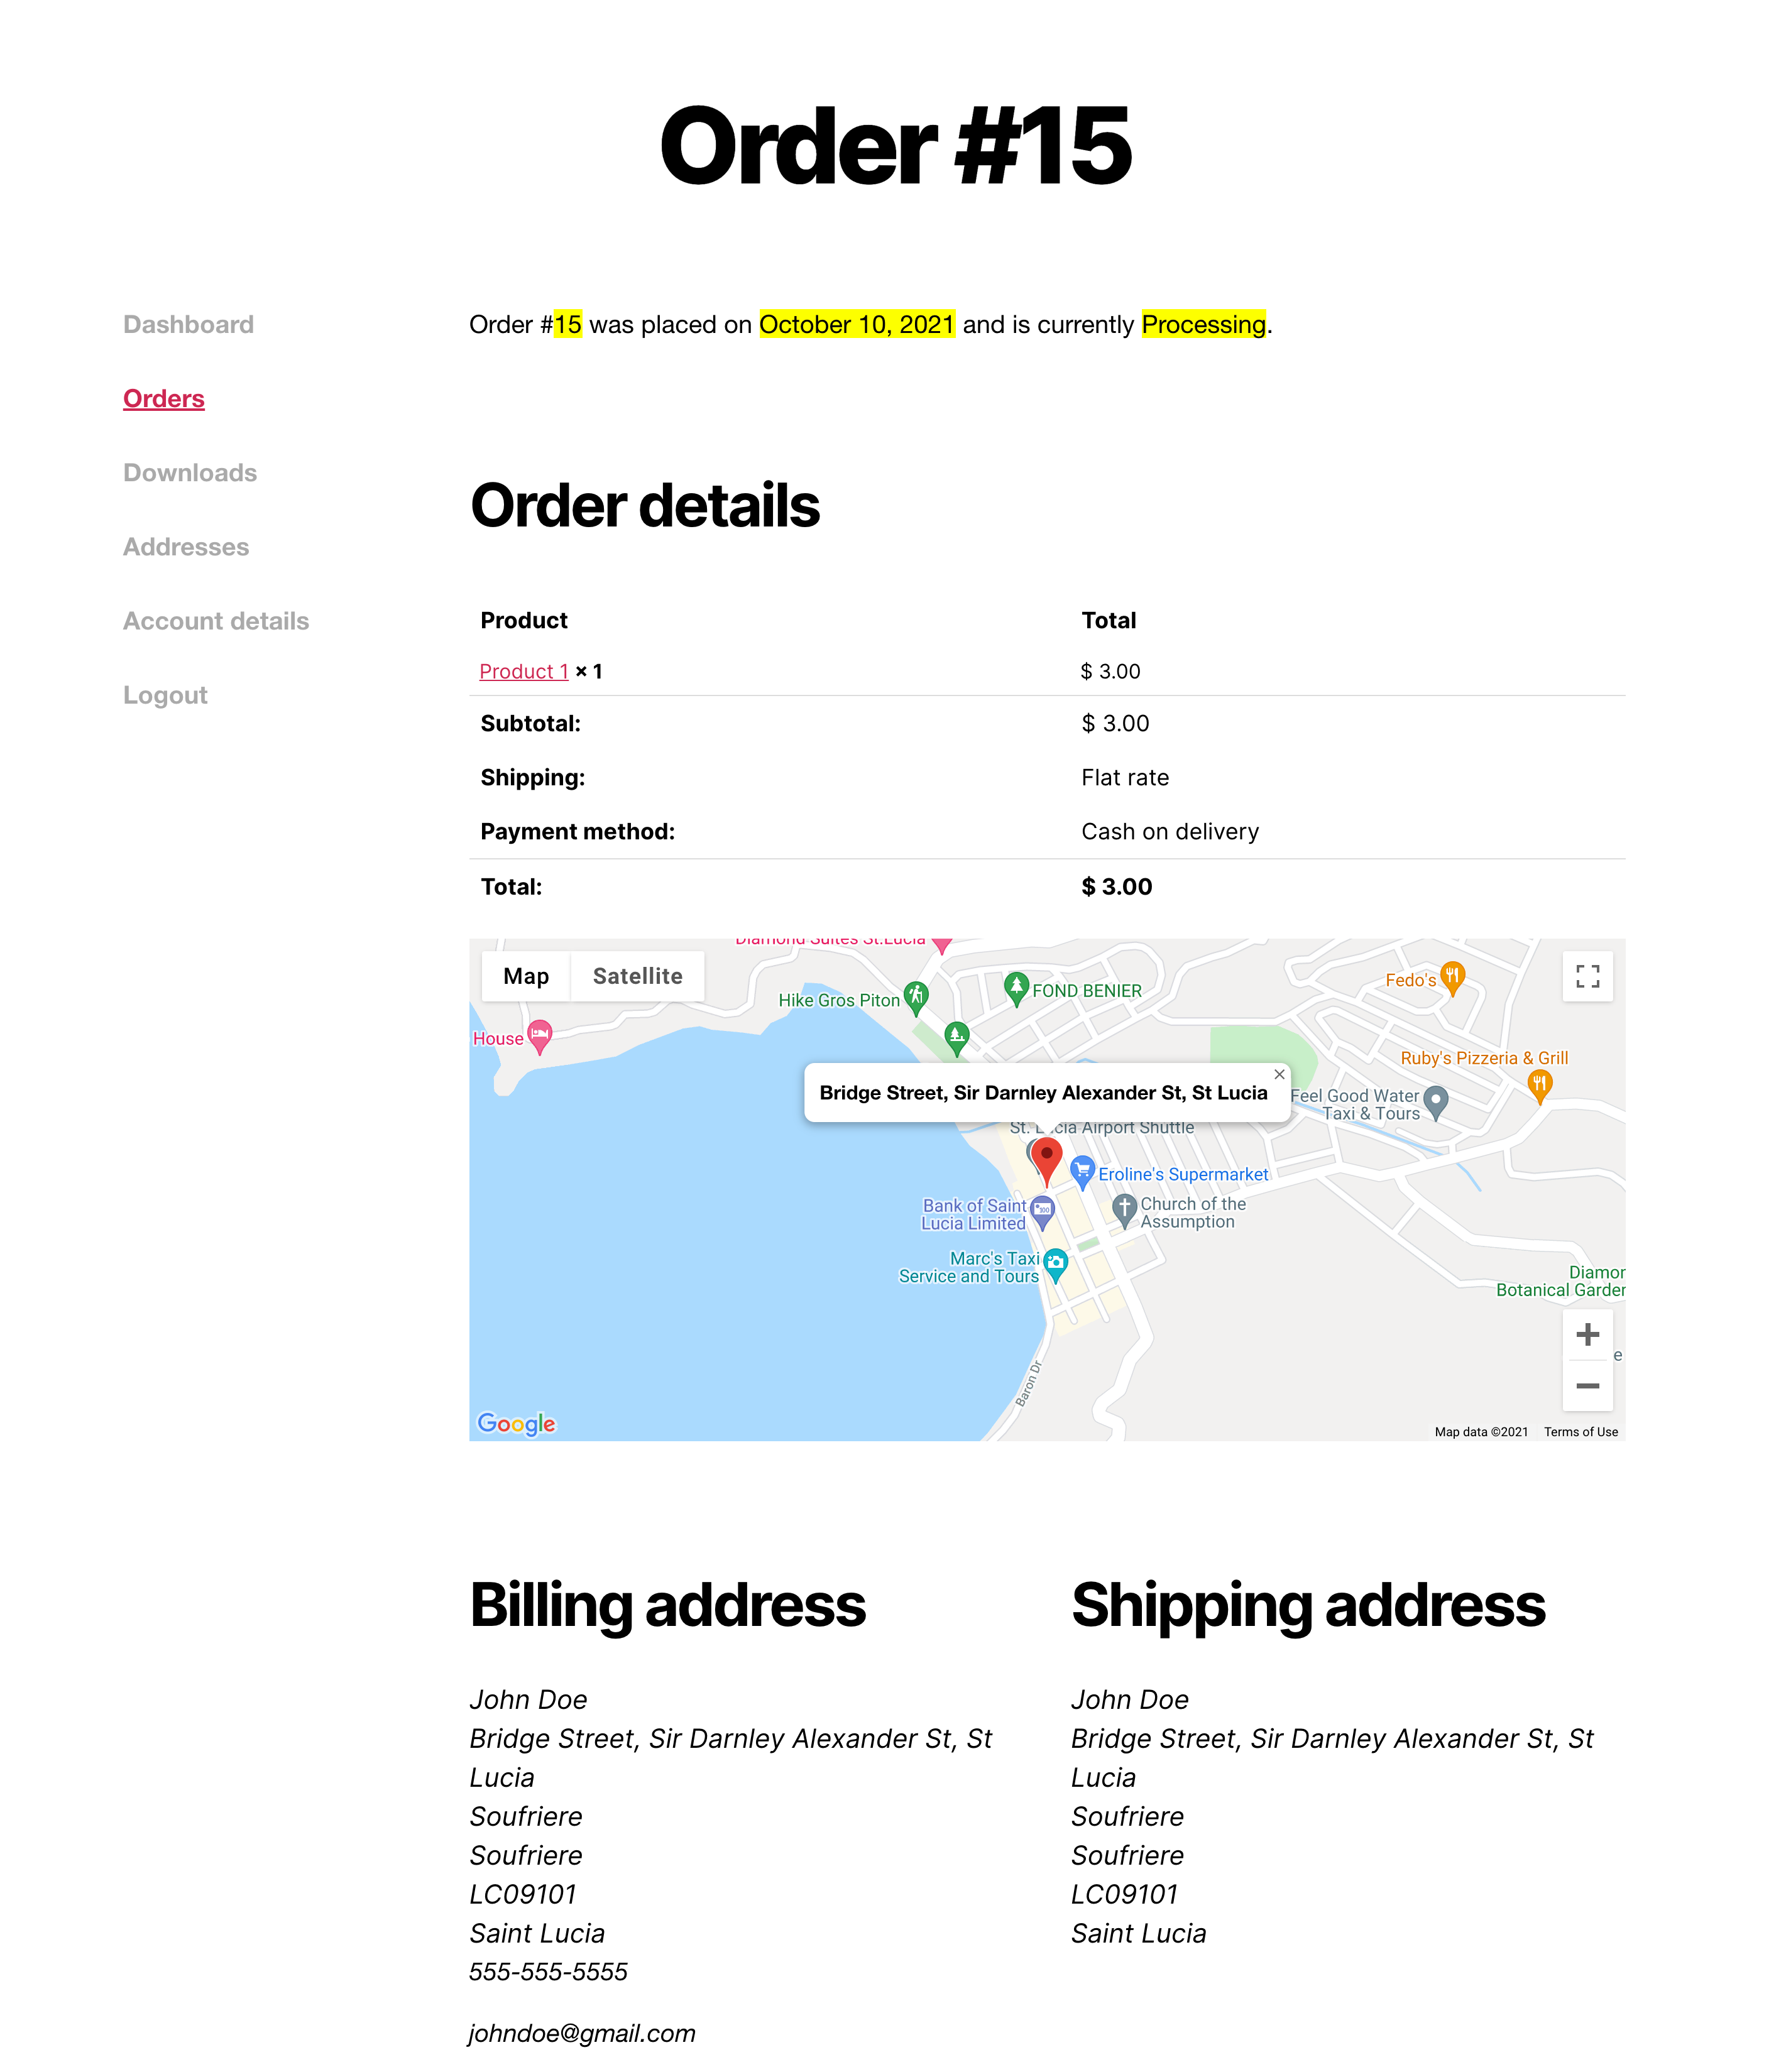 Order #15
Dashboard
Orders
Downloads
Addresses
Account details
Logout
Order #15 was placed on October 10, 2021 and is currently Processing.
Order details
Product Total
Product 1 × 1 $ 3.00
Subtotal: $ 3.00
Shipping: Flat rate
Payment method: Cash on delivery
Total: $ 3.00
Diamond Suites St.Lucia
Map Satellite
Hike Gros Piton
FOND BENIER
Fedo's
House
Ruby's Pizzeria & Grill
Bridge Street, Sir Darnley Alexander St, St Lucia
Feel Good Water
Taxi & Tours
St. Lucia Airport Shuttle
Eroline's Supermarket
Bank of Saint
Lucia Limited
Church of the
Assumption
Marc's Taxi
Service and Tours
Diamon
Botanical Garden
Baron Dr
Google
Map data ©2021 Terms of Use
Billing address
John Doe
Bridge Street, Sir Darnley Alexander St, St
Lucia
Soufriere
Soufriere
LC09101
Saint Lucia
555-555-5555
johndoe@gmail.com
Shipping address
John Doe
Bridge Street, Sir Darnley Alexander St, St
Lucia
Soufriere
Soufriere
LC09101
Saint Lucia